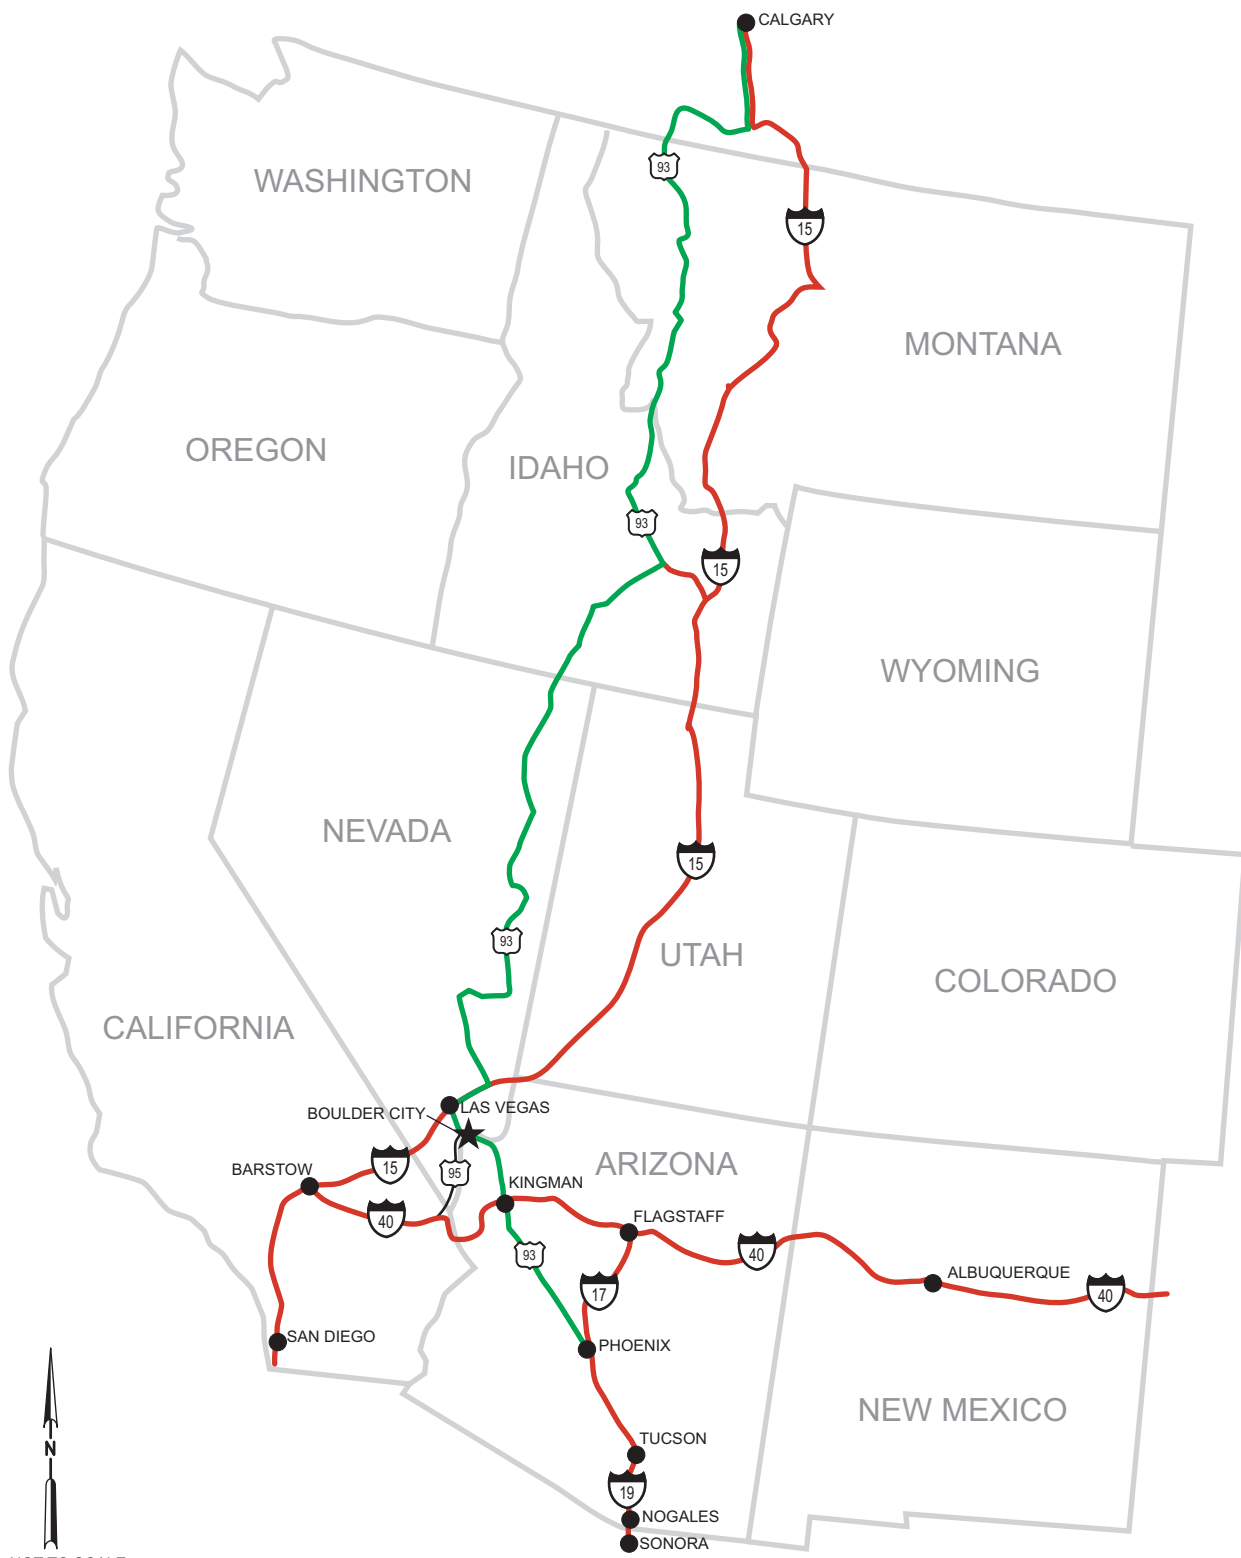 CALGARY
93
WASHINGTON
15
MONTANA
OREGON
IDAHO
93
15
WYOMING
NEVADA
15
93
UTAH
COLORADO
CALIFORNIA
LAS VEGAS
BOULDER CITY
BARSTOW
15
95
ARIZONA
KINGMAN
40
FLAGSTAFF
93
40
ALBUQUERQUE
17
40
SAN DIEGO
PHOENIX
NEW MEXICO
TUCSON
N
19
NOGALES
SONORA